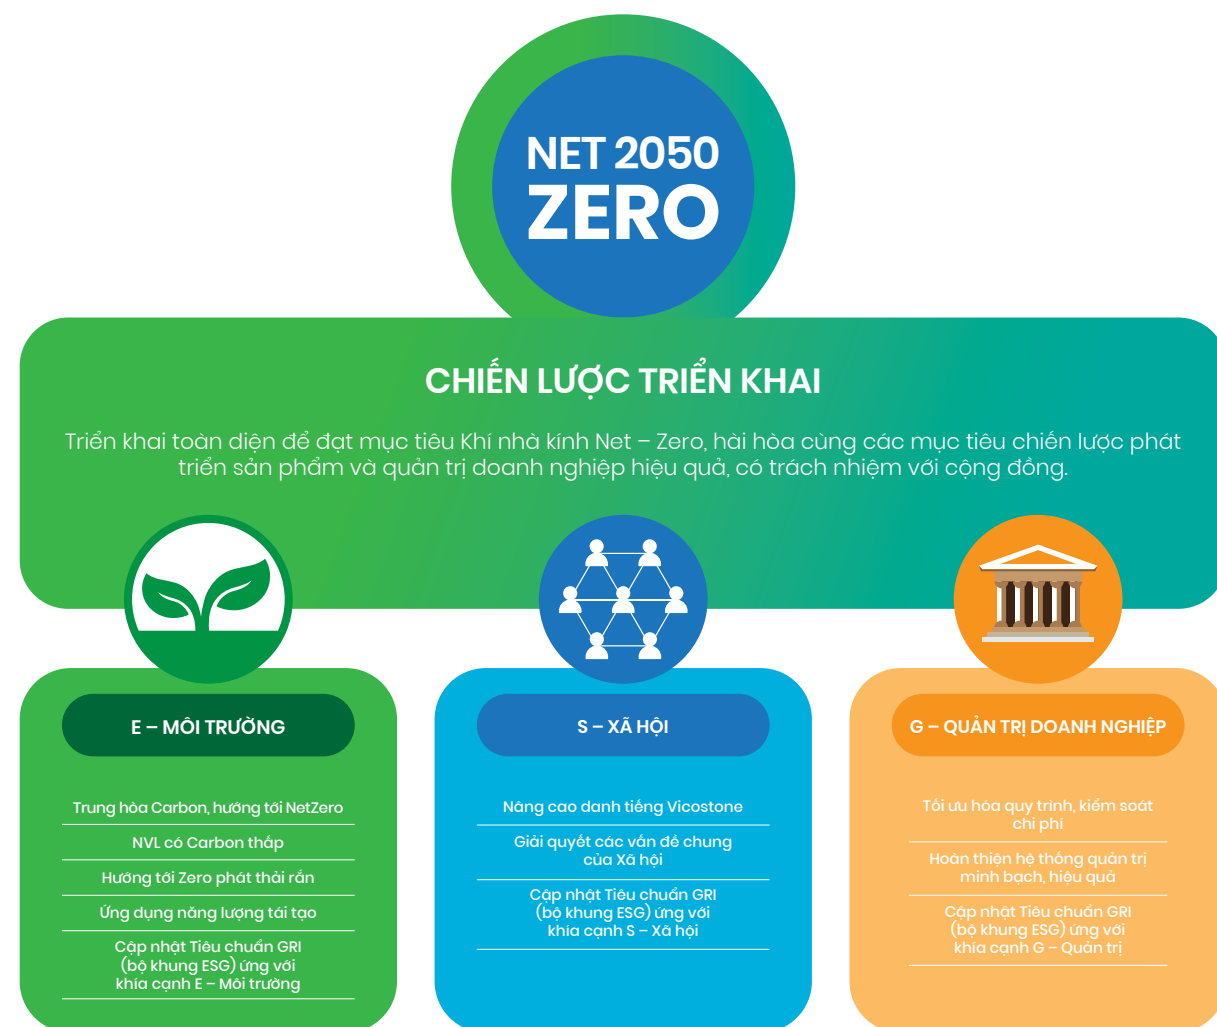 NET 2050
ZERO
CHIẾN LƯỢC TRIỂN KHAI
Triển khai toàn diện để đạt mục tiêu Khí nhà kính Net – Zero, hài hòa cùng các mục tiêu chiến lược phát
triển sản phẩm và quản trị doanh nghiệp hiệu quả, có trách nhiệm với cộng đồng.
E – MÔI TRƯỜNG
Trung hòa Carbon, hướng tới NetZero
NVL có Carbon thấp
Hướng tới Zero phát thải rắn
Ứng dụng năng lượng tái tạo
Cập nhật Tiêu chuẩn GRI
(bộ khung ESG) ứng với
khía cạnh E – Môi trường
S – XÃ HỘI
Nâng cao danh tiếng Vicostone
Giải quyết các vấn đề chung
của Xã hội
Cập nhật Tiêu chuẩn GRI
(bộ khung ESG) ứng với
khía cạnh S – Xã hội
G – QUẢN TRỊ DOANH NGHIỆP
Tối ưu hóa quy trình, kiểm soát
chi phí
Hoàn thiện hệ thống quản trị
minh bạch, hiệu quả
Cập nhật Tiêu chuẩn GRI
(bộ khung ESG) ứng với
khía cạnh G – Quản trị